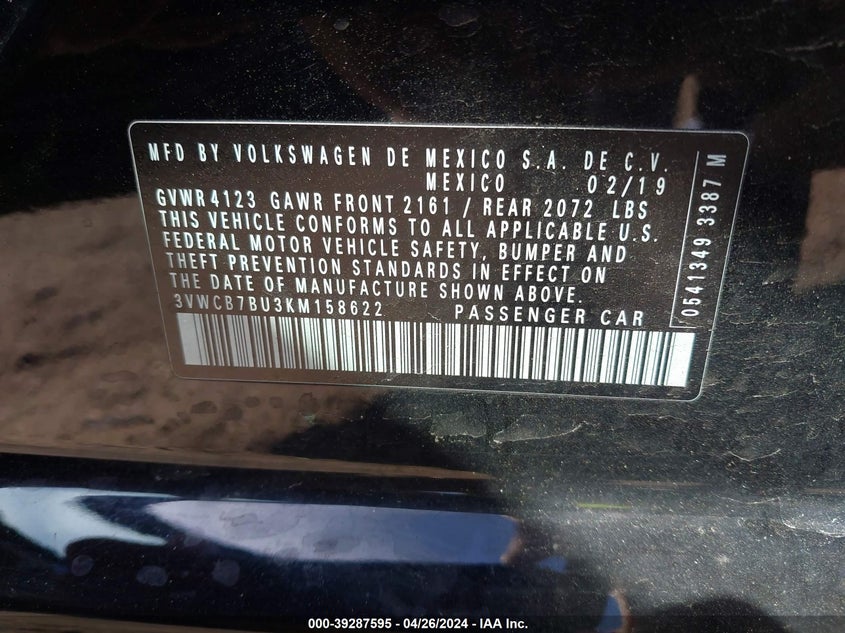 MFD BY VOLKSWAGEN DE MEXICO S.A. DE C.V.
MEXICO 02/19
GVWR 4123 GAWR FRONT 2161 / REAR 2072 LBS
THIS VEHICLE CONFORMS TO ALL APPLICABLE U.S.
FEDERAL MOTOR VEHICLE SAFETY, BUMPER AND
THEFT PREVENTION STANDARDS IN EFFECT ON
THE DATE OF MANUFACTURE SHOWN ABOVE.
3VWCB7BU3KM158622 PASSENGER CAR
0541349 3387 M
000-39287595 - 04/26/2024 - IAA Inc.